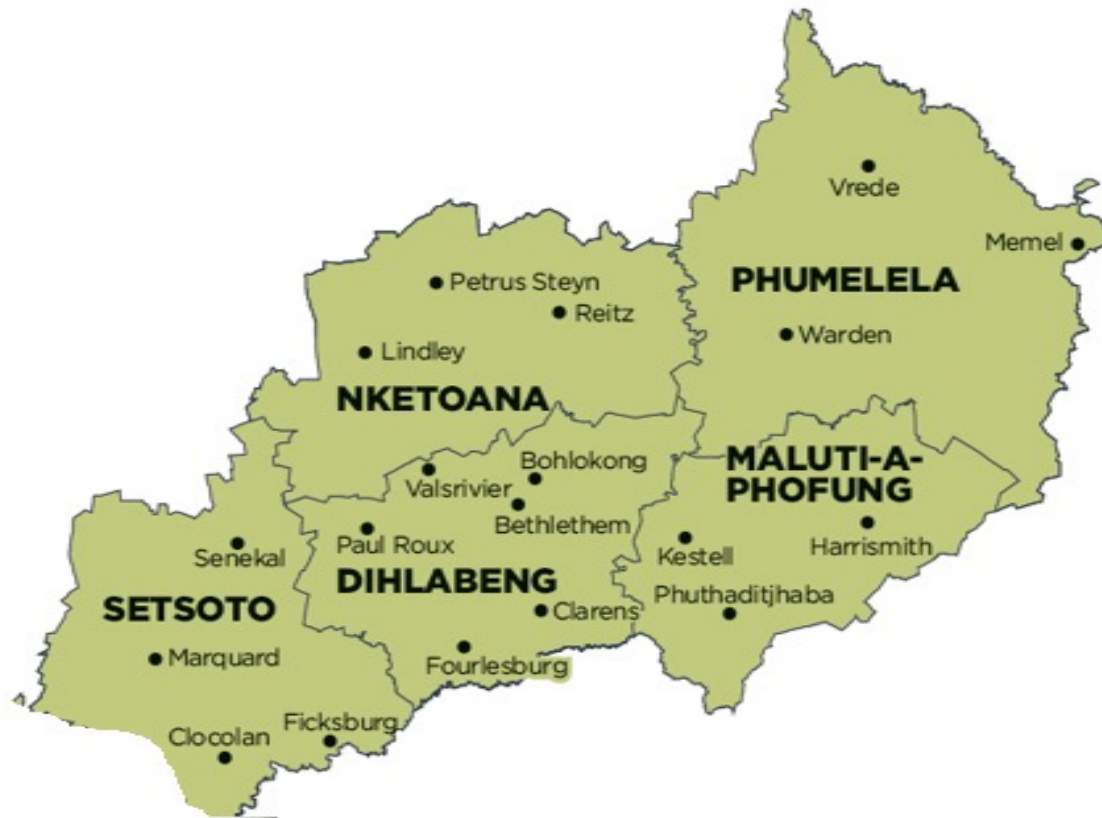 Vrede
Memel
PHUMELELA
Petrus Steyn
Reitz
Warden
Lindley
NKETOANA
MALUTI-A-
PHOFUNG
Bohlokong
Valsrivier
Bethlethem
Harrismith
Paul Roux
Kestell
Senekal
DIHLABENG
Phuthaditjhaba
SETSOTO
Clarens
Marquard
Fourlesburg
Ficksburg
Clocolan